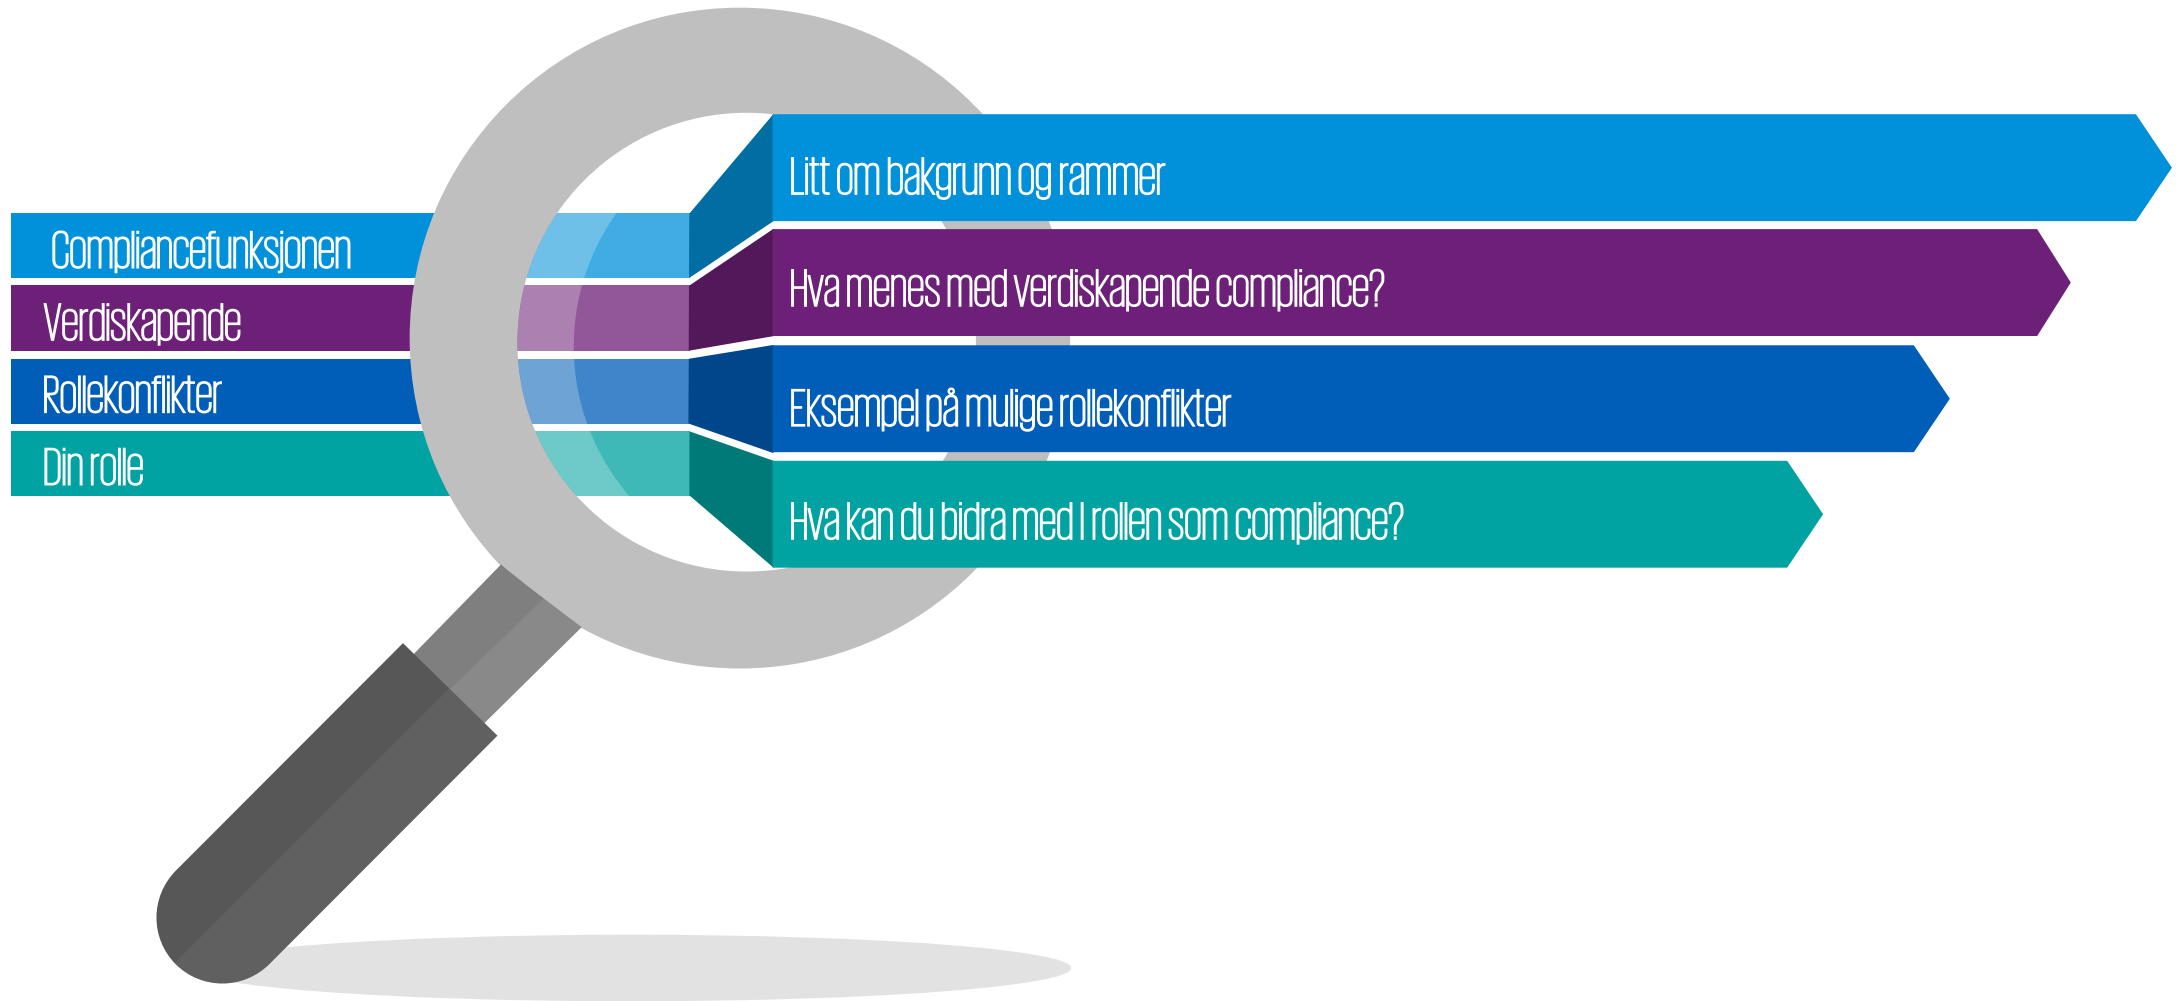 Compliancefunksjonen
Litt om bakgrunn og rammer
Verdiskapende
Hva menes med verdiskapende compliance?
Rollekonflikter
Eksempel på mulige rollekonflikter
Din rolle
Hva kan du bidra med I rollen som compliance?